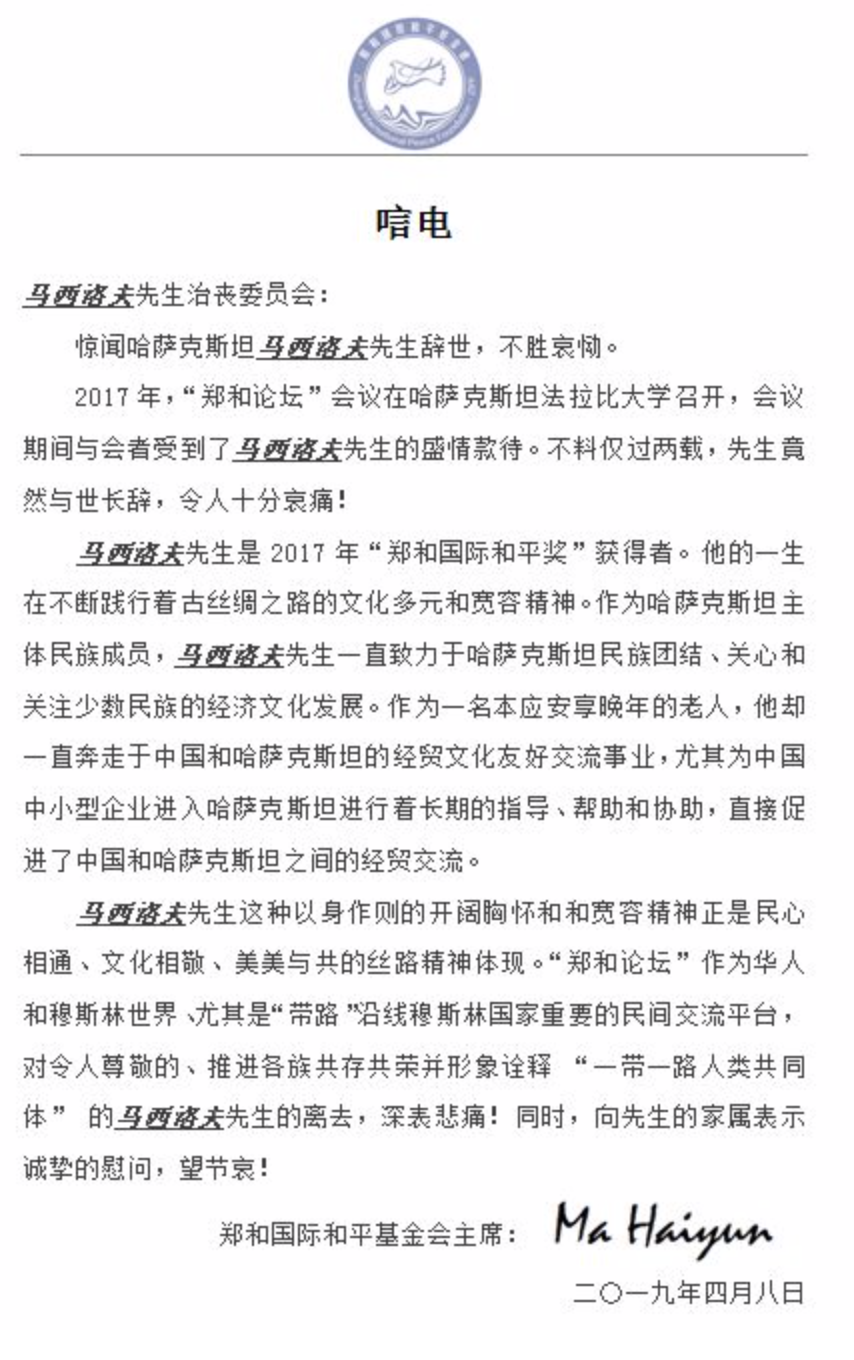 唁电
马西洛夫先生治丧委员会：
惊闻哈萨克斯坦马西洛夫先生辞世，不胜哀恸。
2017 年，“郑和论坛”会议在哈萨克斯坦法拉比大学召开，会议
期间与会者受到了马西洛夫先生的盛情款待。不料仅过两载，先生竟
然与世长辞，令人十分哀痛！
马西洛夫先生是 2017 年“郑和国际和平奖”获得者。他的一生
在不断践行着古丝绸之路的文化多元和宽容精神。作为哈萨克斯坦主
体民族成员，马西洛夫先生一直致力于哈萨克斯坦民族团结、关心和
关注少数民族的经济文化发展。作为一名本应安享晚年的老人，他却
一直奔走于中国和哈萨克斯坦的经贸文化友好交流事业，尤其为中国
中小型企业进入哈萨克斯坦进行着长期的指导、帮助和协助，直接促
进了中国和哈萨克斯坦之间的经贸交流。
马西洛夫先生这种以身作则的开阔胸怀和和宽容精神正是民心
相通、文化相敬、美美与共的丝路精神体现。“郑和论坛”作为华人
和穆斯林世界、尤其是“带路”沿线穆斯林国家重要的民间交流平台，
对令人尊敬的、推进各族共存共荣并形象诠释 “一带一路人类共同
体” 的马西洛夫先生的离去，深表悲痛！同时，向先生的家属表示
诚挚的慰问，望节哀！
郑和国际和平基金会主席： Ma Haiyun
二〇一九年四月八日